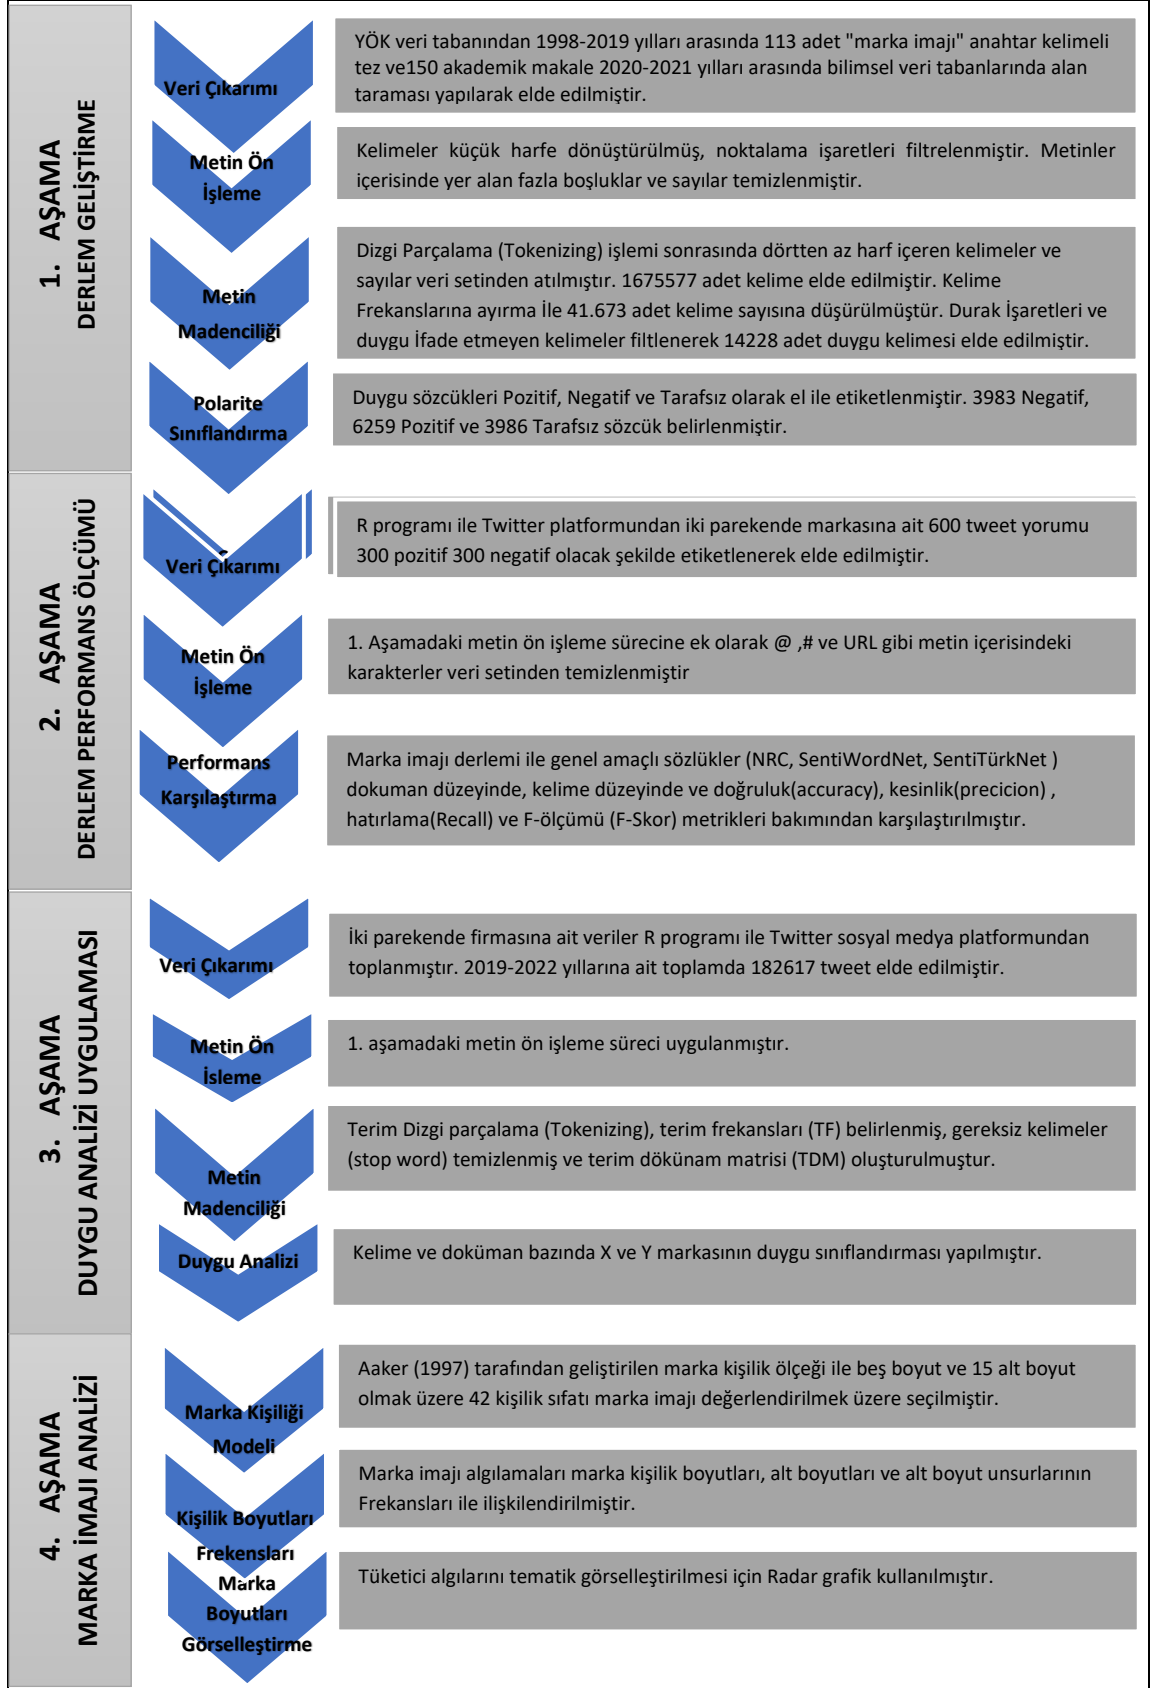 1. AŞAMA
DERLEM GELİŞTİRME
Veri Çıkarımı
YÖK veri tabanından 1998-2019 yılları arasında 113 adet "marka imajı" anahtar kelimeli
tez ve150 akademik makale 2020-2021 yılları arasında bilimsel veri tabanlarında alan
taraması yapılarak elde edilmiştir.
Metin Ön
İşleme
Kelimeler küçük harfe dönüştürülmüş, noktalama işaretleri filtrelenmiştir. Metinler
içerisinde yer alan fazla boşluklar ve sayılar temizlenmiştir.
Metin
Madenciliği
Dizgi Parçalama (Tokenizing) işlemi sonrasında dörtten az harf içeren kelimeler ve
sayılar veri setinden atılmıştır. 1675577 adet kelime elde edilmiştir. Kelime
Frekanslarına ayırma İle 41.673 adet kelime sayısına düşürülmüştür. Durak İşaretleri ve
duygu İfade etmeyen kelimeler filtlenerek 14228 adet duygu kelimesi elde edilmiştir.
Polarite
Sınıflandırma
Duygu sözcükleri Pozitif, Negatif ve Tarafsız olarak el ile etiketlenmiştir. 3983 Negatif,
6259 Pozitif ve 3986 Tarafsız sözcük belirlenmiştir.
2. AŞAMA
DERLEM PERFORMANS ÖLÇÜMÜ
Veri Çıkarımı
R programı ile Twitter platformundan iki parekende markasına ait 600 tweet yorumu
300 pozitif 300 negatif olacak şekilde etiketlenerek elde edilmiştir.
Metin Ön
İşleme
1. Aşamadaki metin ön işleme sürecine ek olarak @ ,# ve URL gibi metin içerisindeki
karakterler veri setinden temizlenmiştir
Performans
Karşılaştırma
Marka imajı derlemi ile genel amaçlı sözlükler (NRC, SentiWordNet, SentiTürkNet )
dokuman düzeyinde, kelime düzeyinde ve doğruluk(accuracy), kesinlik(precicion) ,
hatırlama(Recall) ve F-ölçümü (F-Skor) metrikleri bakımından karşılaştırılmıştır.
3. AŞAMA
DUYGU ANALİZİ UYGULAMASI
Veri Çıkarımı
İki parekende firmasına ait veriler R programı ile Twitter sosyal medya platformundan
toplanmıştır. 2019-2022 yıllarına ait toplamda 182617 tweet elde edilmiştir.
Metin Ön
İsleme
1. aşamadaki metin ön işleme süreci uygulanmıştır.
Metin
Madenciliği
Terim Dizgi parçalama (Tokenizing), terim frekansları (TF) belirlenmiş, gereksiz kelimeler
(stop word) temizlenmiş ve terim dökünam matrisi (TDM) oluşturulmuştur.
Duygu Analizi
Kelime ve doküman bazında X ve Y markasının duygu sınıflandırması yapılmıştır.
4. AŞAMA
MARKA İMAJI ANALİZİ
Marka Kişiliği
Modeli
Aaker (1997) tarafından geliştirilen marka kişilik ölçeği ile beş boyut ve 15 alt boyut
olmak üzere 42 kişilik sıfatı marka imajı değerlendirilmek üzere seçilmiştir.
Kişilik Boyutları
Frekensları
Marka imajı algılamaları marka kişilik boyutları, alt boyutları ve alt boyut unsurlarının
Frekansları ile ilişkilendirilmiştir.
Marka
Boyutları
Görselleştirme
Tüketici algılarını tematik görselleştirilmesi için Radar grafik kullanılmıştır.